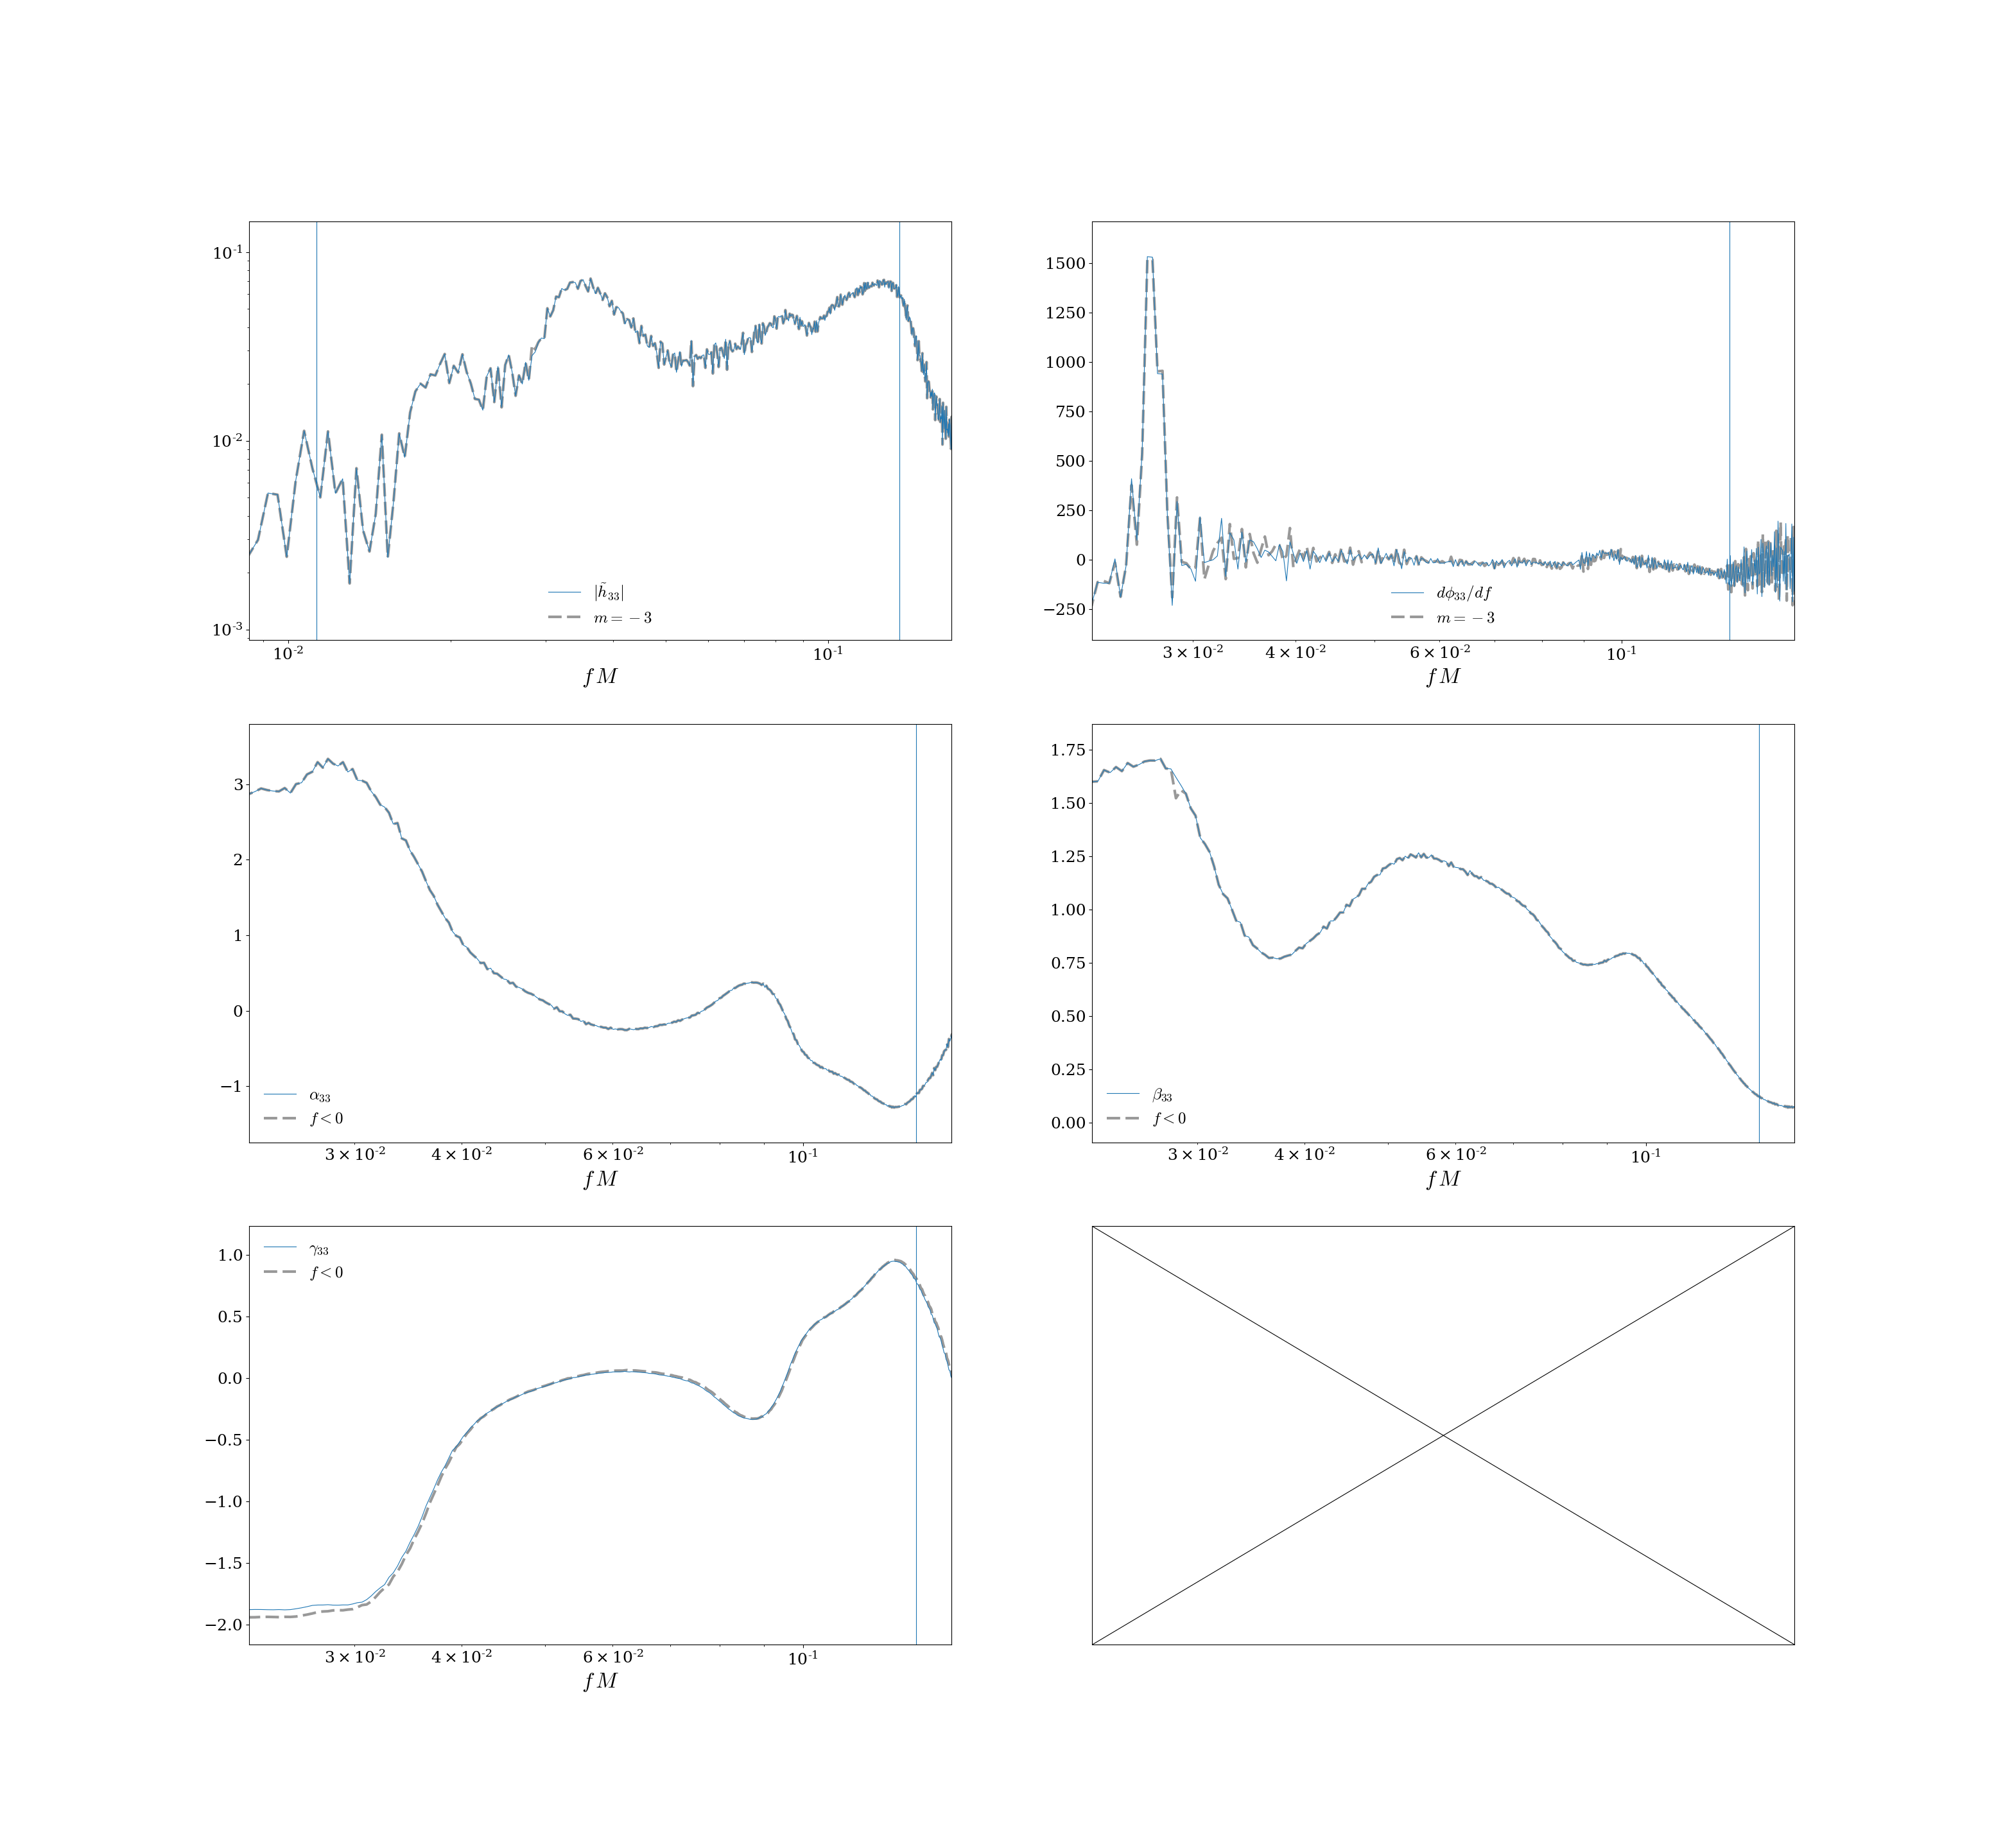 10⁻¹
10⁻²
10⁻³
|h̃₃₃|
m = −3
10⁻² 10⁻¹
f M
1500
1250
1000
750
500
250
0
−250
dϕ₃₃/df
m = −3
3 × 10⁻² 4 × 10⁻² 6 × 10⁻² 10⁻¹
f M
3
2
1
0
−1
α₃₃
f < 0
3 × 10⁻² 4 × 10⁻² 6 × 10⁻² 10⁻¹
f M
1.75
1.50
1.25
1.00
0.75
0.50
0.25
0.00
β₃₃
f < 0
3 × 10⁻² 4 × 10⁻² 6 × 10⁻² 10⁻¹
f M
γ₃₃
f < 0
1.0
0.5
0.0
−0.5
−1.0
−1.5
−2.0
3 × 10⁻² 4 × 10⁻² 6 × 10⁻² 10⁻¹
f M